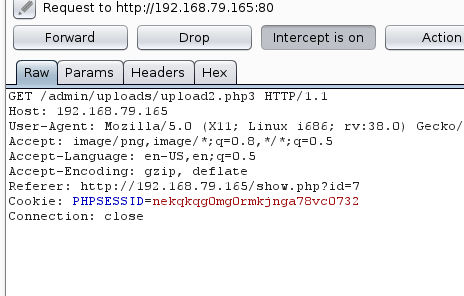 Request to http://192.168.79.165:80
Forward Drop Intercept is on Action
Raw Params Headers Hex
GET /admin/uploads/upload2.php3 HTTP/1.1
Host: 192.168.79.165
User-Agent: Mozilla/5.0 (X11; Linux i686; rv:38.0) Gecko/
Accept: image/png,image/*;q=0.8,*/*;q=0.5
Accept-Language: en-US,en;q=0.5
Accept-Encoding: gzip, deflate
Referer: http://192.168.79.165/show.php?id=7
Cookie: PHPSESSID=nekqkqg0mg0rmkjnga78vc0732
Connection: close